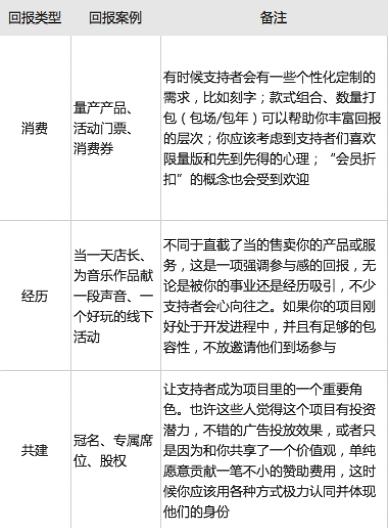 回报类型 回报案例 备注
消费
量产产品、
活动门票、
消费券
有时候支持者会有一些个性化定制的
需求，比如刻字；款式组合、数量打
包（包场/包年）可以帮助你丰富回报
的层次；你应该考虑到支持者们喜欢
限量版和先到先得的心理；“会员折
扣”的概念也会受到欢迎
经历
当一天店长、
为音乐作品献
一段声音、一
个好玩的线下
活动
不同于直截了当的售卖你的产品或服
务，这是一项强调参与感的回报，无
论是被你的事业还是经历吸引，不少
支持者会心向往之。如果你的项目刚
好处于开发进程中，并且有足够的包
容性，不放邀请他们到场参与
共建
冠名、专属席
位、股权
让支持者成为项目里的一个重要角
色。也许这些人觉得这个项目有投资
潜力，不错的广告投放效果，或者只
是因为和你共享了一个价值观，单纯
愿意贡献一笔不小的赞助费用，这时
候你应该用各种方式极力认同并体现
他们的身份